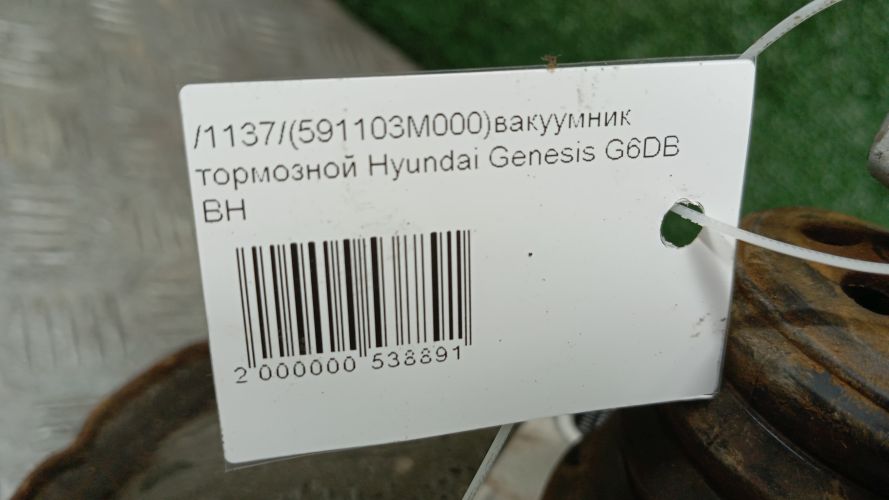 /1137/(591103M000)вакуумник
тормозной Hyundai Genesis G6DB
BH
2 000000 538891